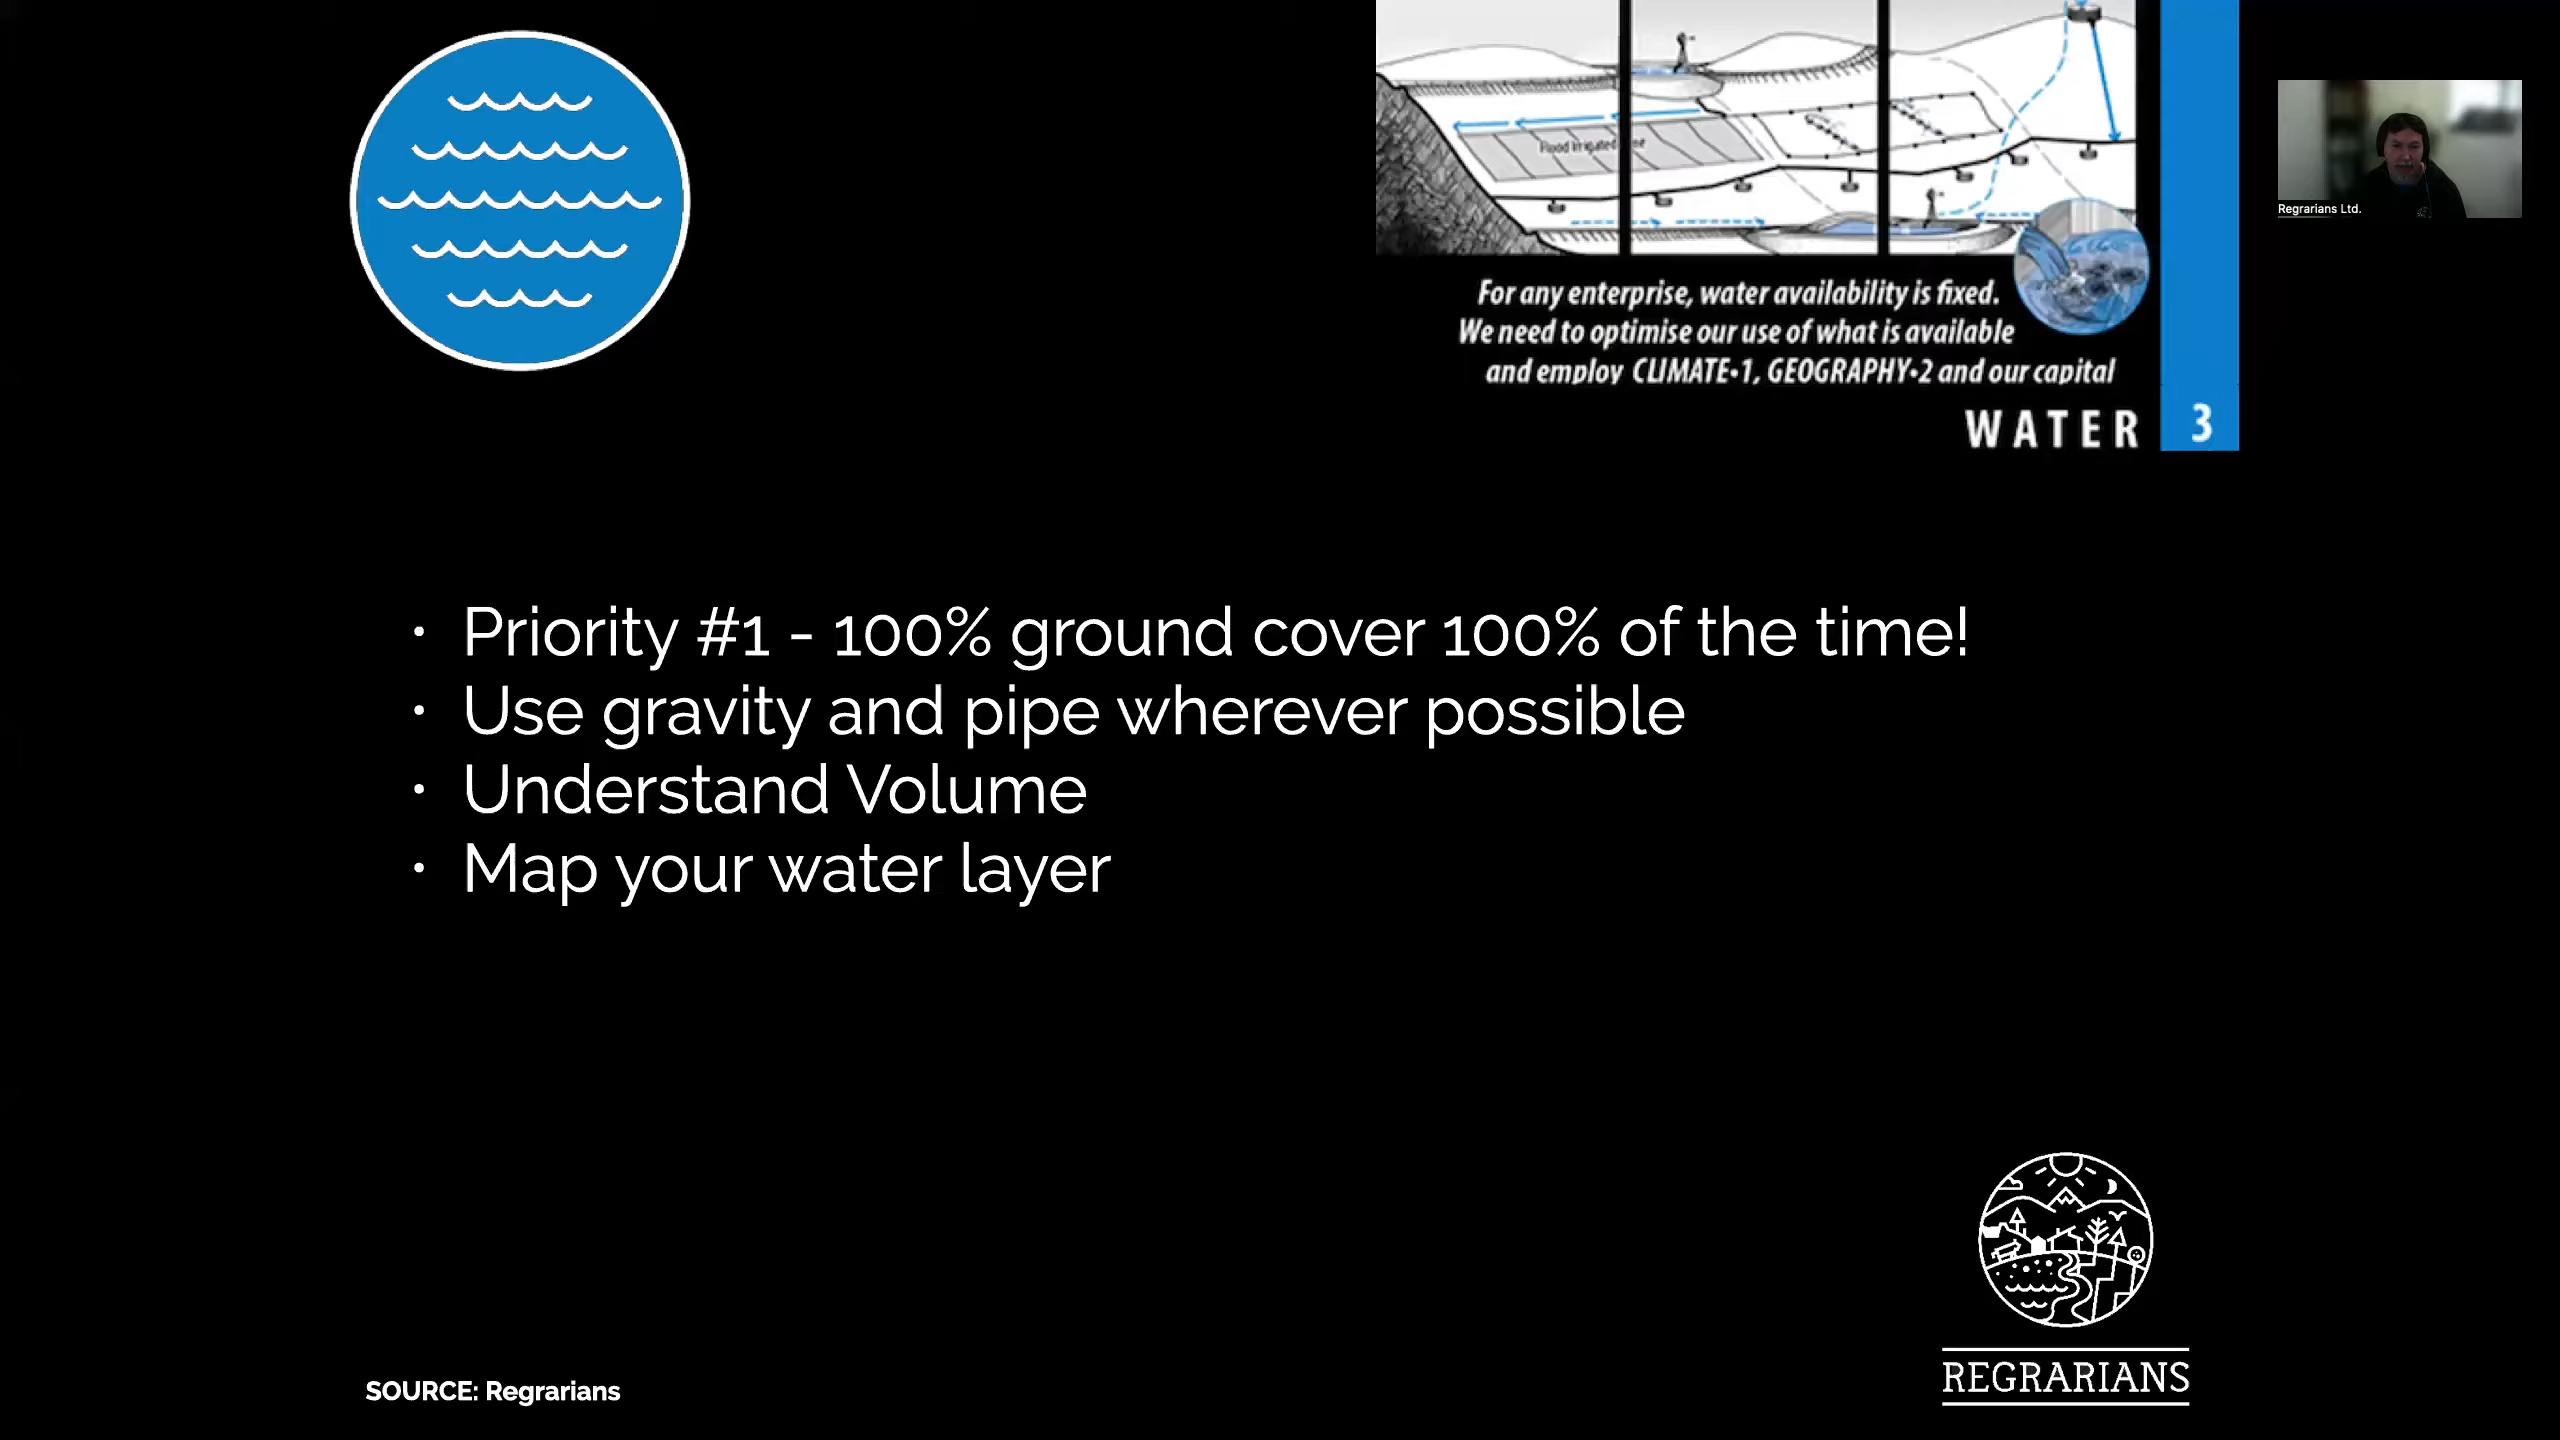 Flood Irrigated
Regrarians Ltd.
For any enterprise, water availability is fixed.
We need to optimise our use of what is available
and employ CLIMATE•1, GEOGRAPHY•2 and our capital
WATER 3
• Priority #1 - 100% ground cover 100% of the time!
• Use gravity and pipe wherever possible
• Understand Volume
• Map your water layer
SOURCE: Regrarians
REGRARIANS